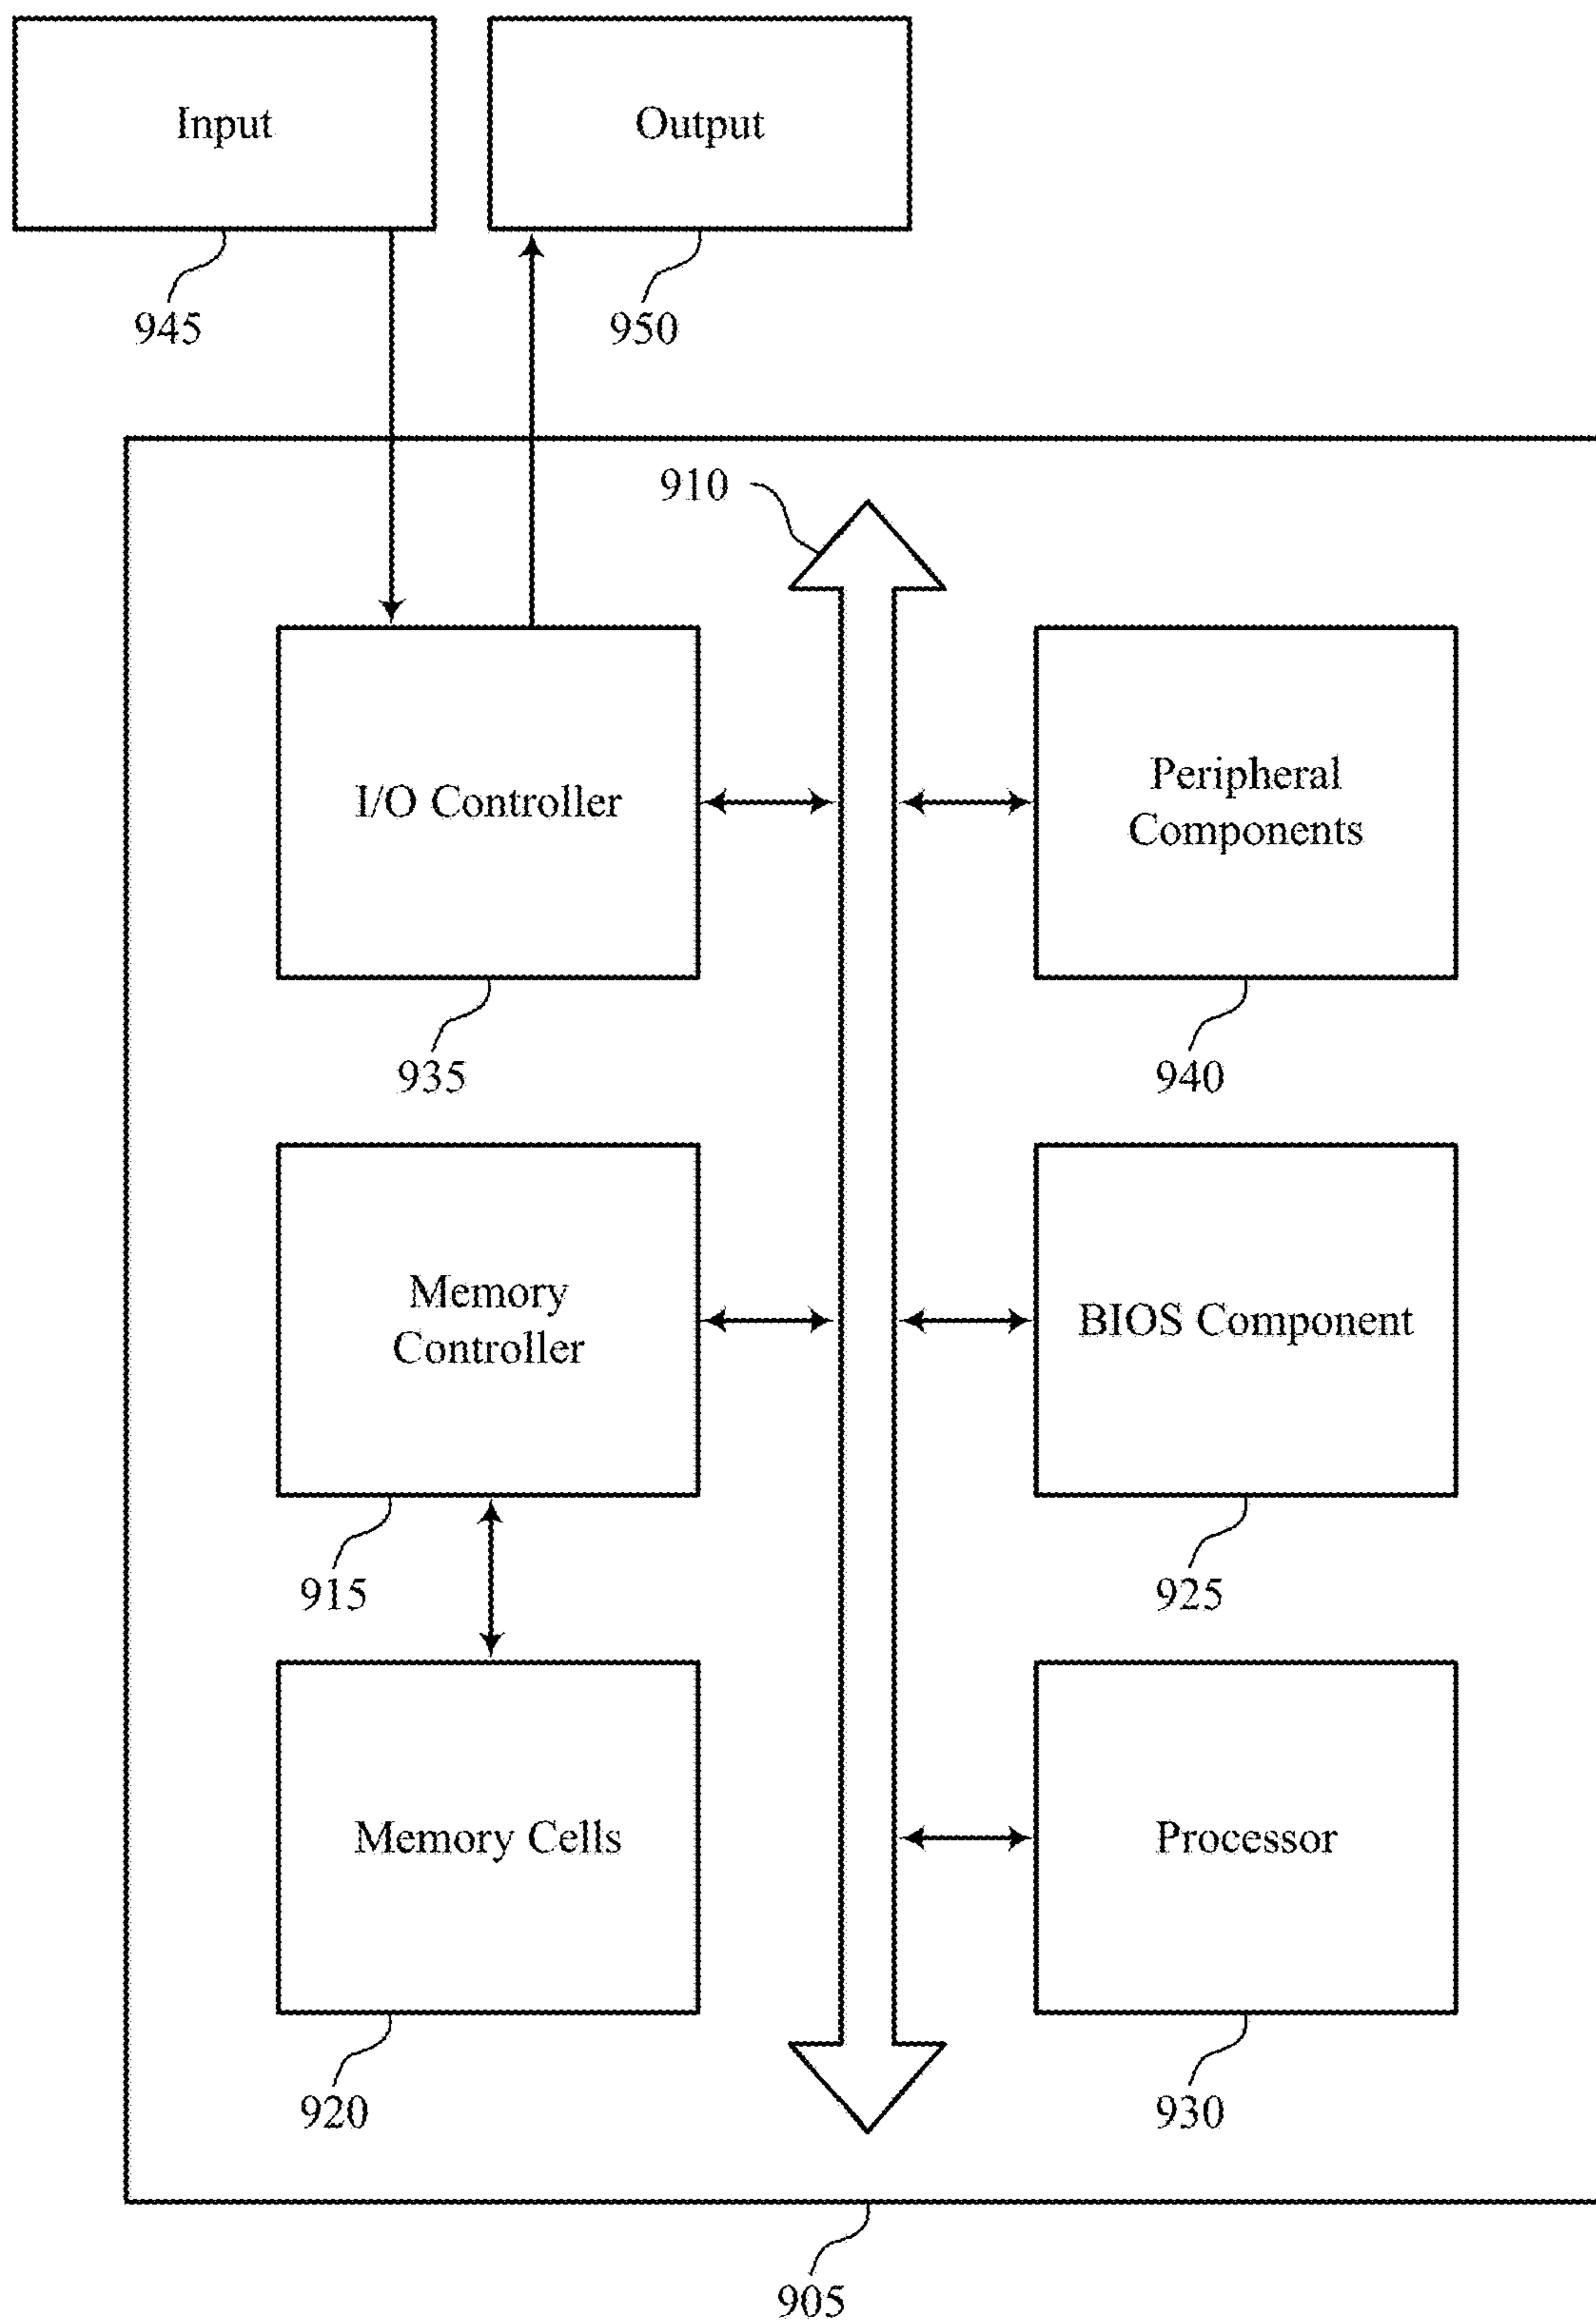 Input
Output
945
950
910
I/O Controller
Peripheral
Components
935
940
Memory
Controller
BIOS Component
915
925
Memory Cells
Processor
920
930
905